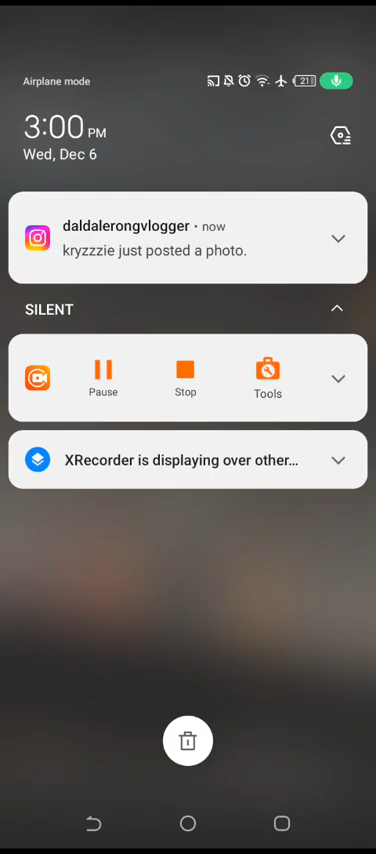 Airplane mode
21
3:00 PM
Wed, Dec 6
daldalerongvlogger • now
kryzzzie just posted a photo.
SILENT
Pause
Stop
Tools
XRecorder is displaying over other...